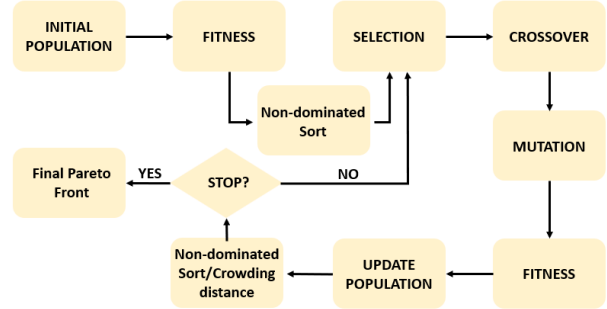 INITIAL
POPULATION
FITNESS
SELECTION
CROSSOVER
Non-dominated
Sort
MUTATION
Final Pareto
Front
YES
STOP?
NO
Non-dominated
Sort/Crowding
distance
UPDATE
POPULATION
FITNESS